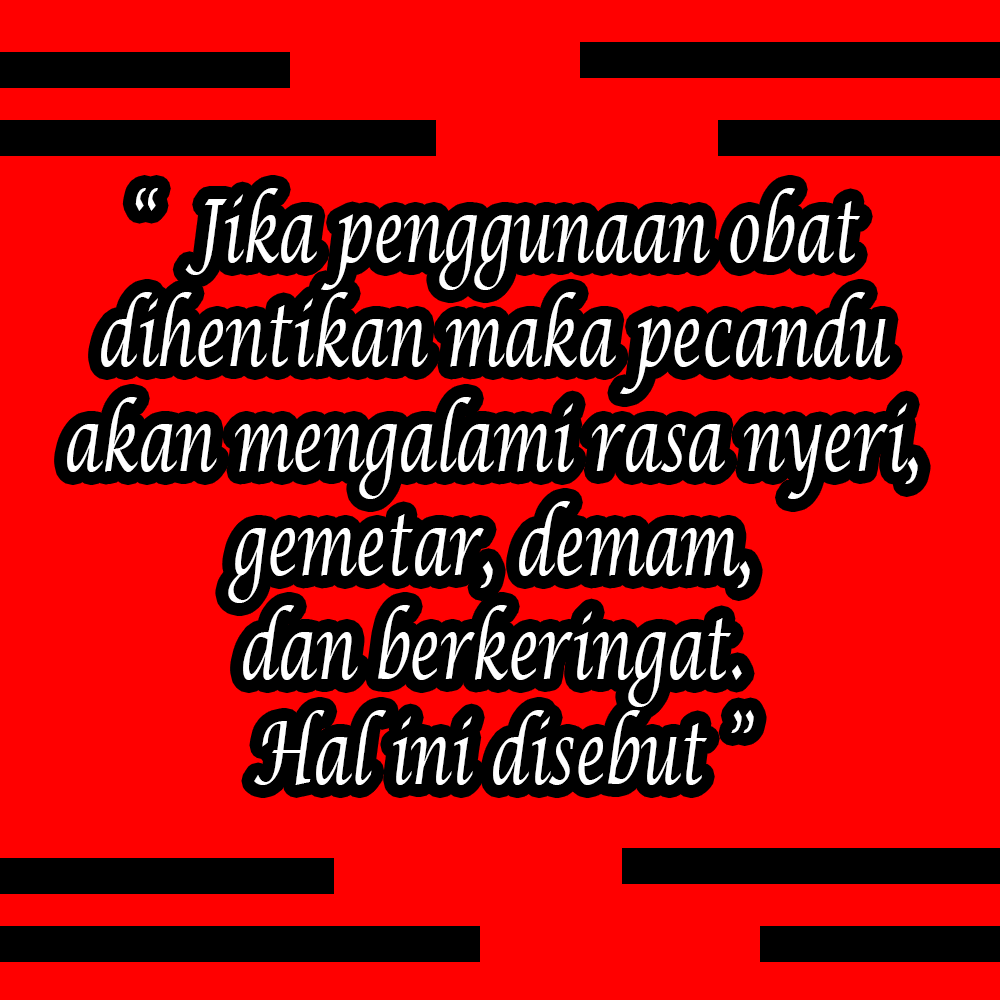 “ Jika penggunaan obat
dihentikan maka pecandu
akan mengalami rasa nyeri,
gemetar, demam,
dan berkeringat.
Hal ini disebut ”